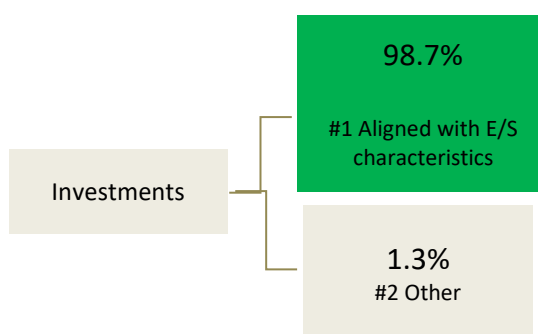 98.7%
#1 Aligned with E/S
characteristics
Investments
1.3%
#2 Other